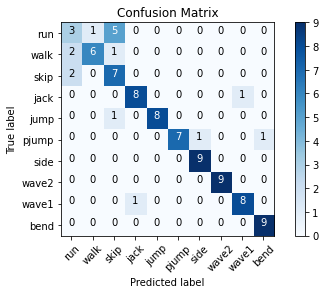 Confusion Matrix
True label
run 3 1 5 0 0 0 0 0 0 0
walk 2 6 1 0 0 0 0 0 0 0
skip 2 0 7 0 0 0 0 0 0 0
jack 0 0 0 8 0 0 0 0 1 0
jump 0 0 1 0 8 0 0 0 0 0
pjump 0 0 0 0 0 7 1 0 0 1
side 0 0 0 0 0 0 9 0 0 0
wave2 0 0 0 0 0 0 0 9 0 0
wave1 0 0 0 1 0 0 0 0 8 0
bend 0 0 0 0 0 0 0 0 0 9
run walk skip jack jump pjump side wave2 wave1 bend
Predicted label
9
8
7
6
5
4
3
2
1
0